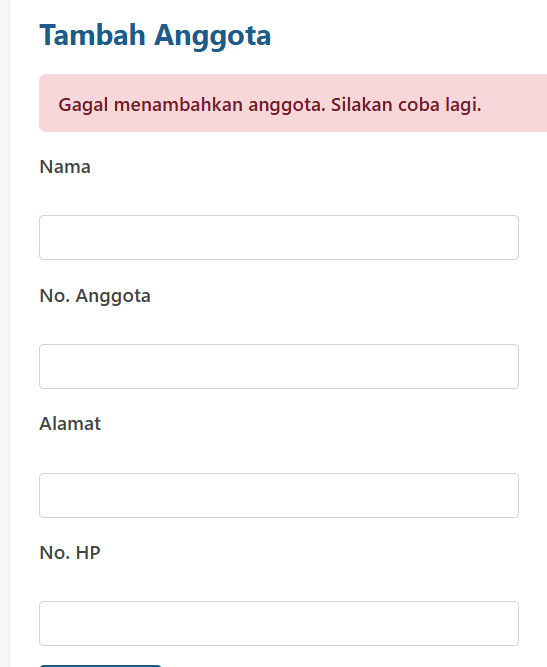 Tambah Anggota
Gagal menambahkan anggota. Silakan coba lagi.
Nama
No. Anggota
Alamat
No. HP